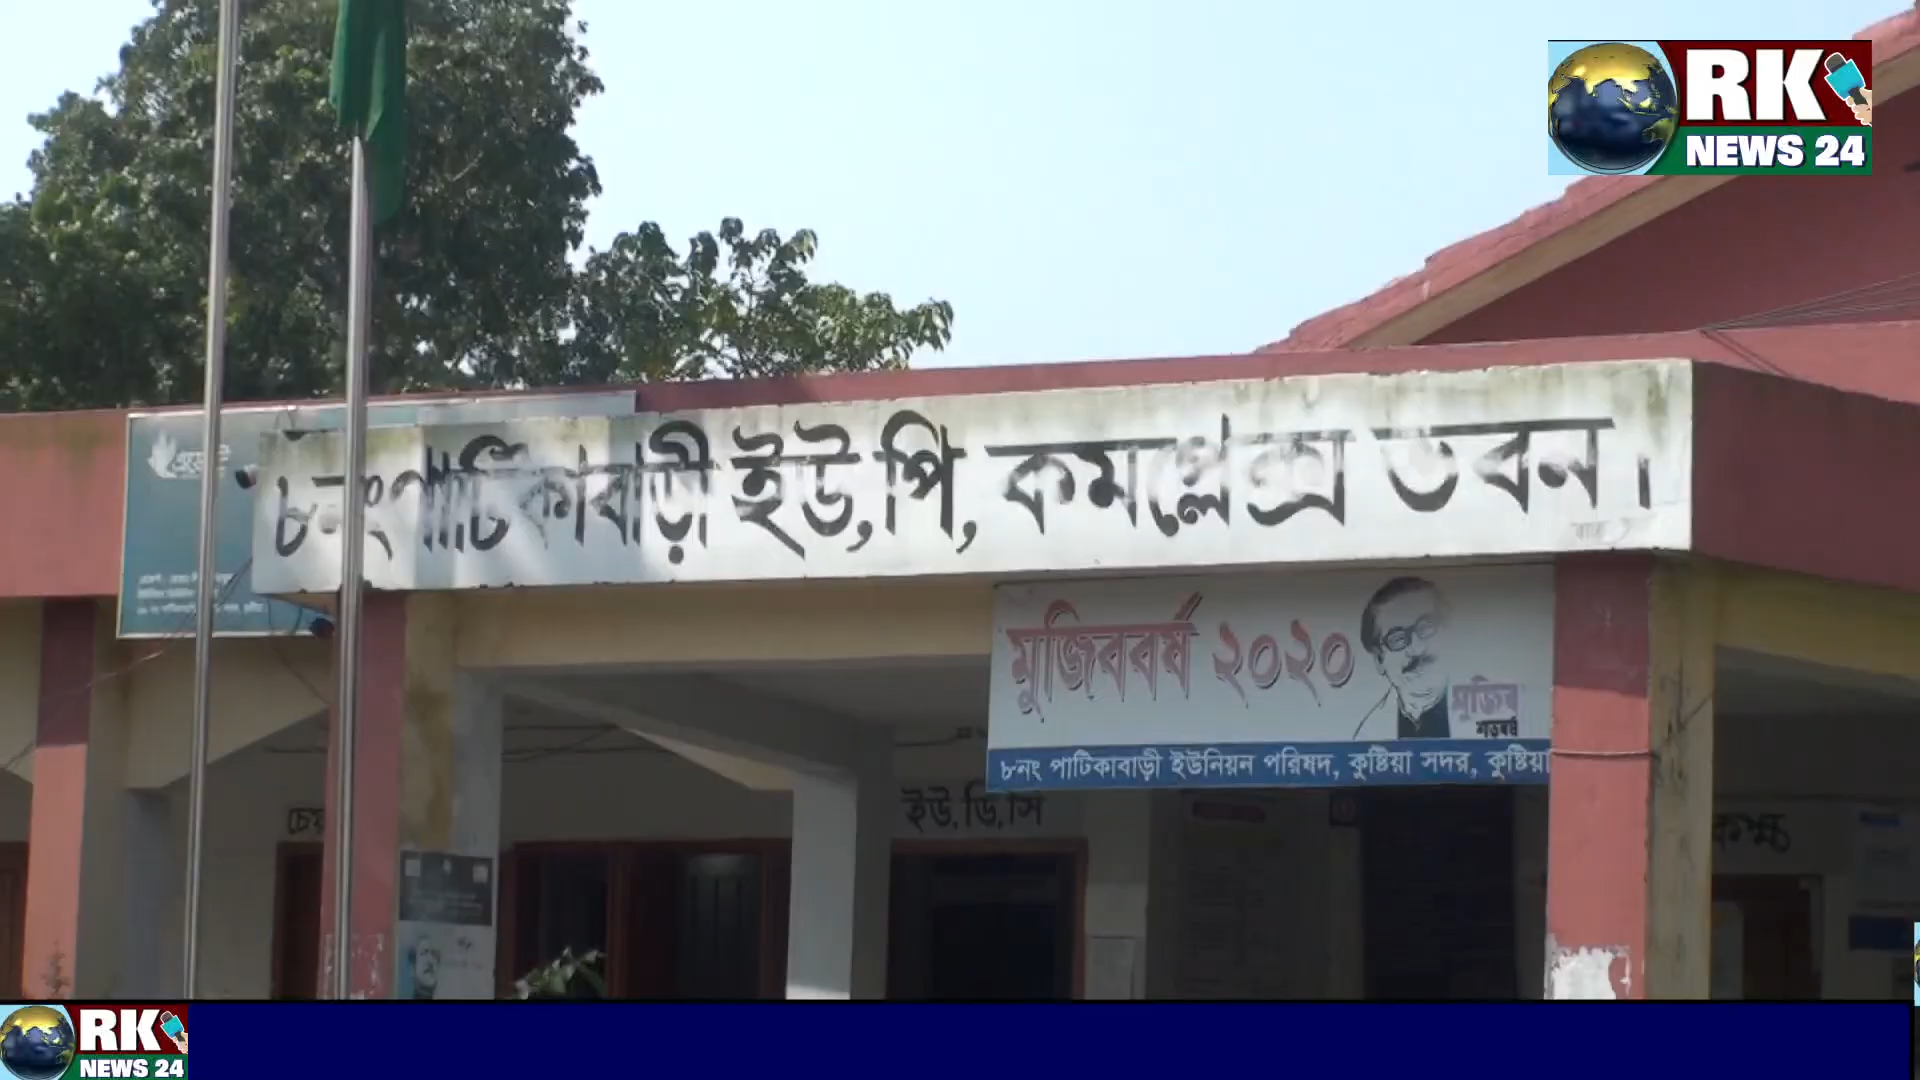 RK
NEWS 24
৮নং পাটিকাবাড়ী ইউ,পি, কমপ্লেক্স ভবন।
মুজিববর্ষ ২০২০
মুজিব
শতবর্ষ
৮নং পাটিকাবাড়ী ইউনিয়ন পরিষদ, কুষ্টিয়া সদর, কুষ্টিয়া
ইউ.ডি.সি
RK
NEWS 24